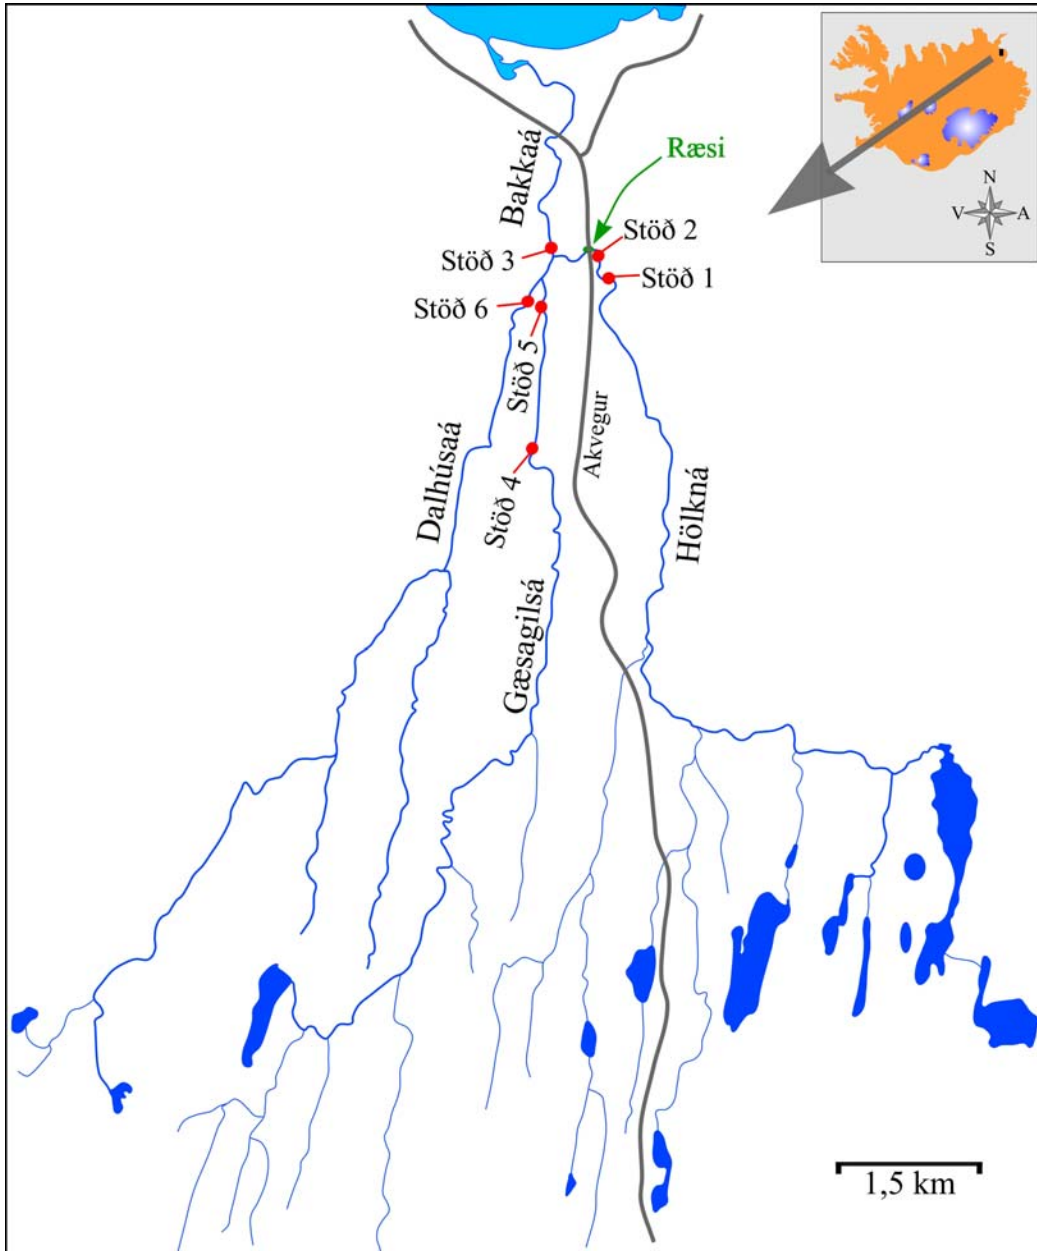 Bakkaá
Ræsi
N
V
A
S
Stöð 2
Stöð 3
Stöð 1
Stöð 6
Stöð 5
Akvegur
Stöð 4
Dalhúsaá
Hölkná
Gæsagilsá
1,5 km